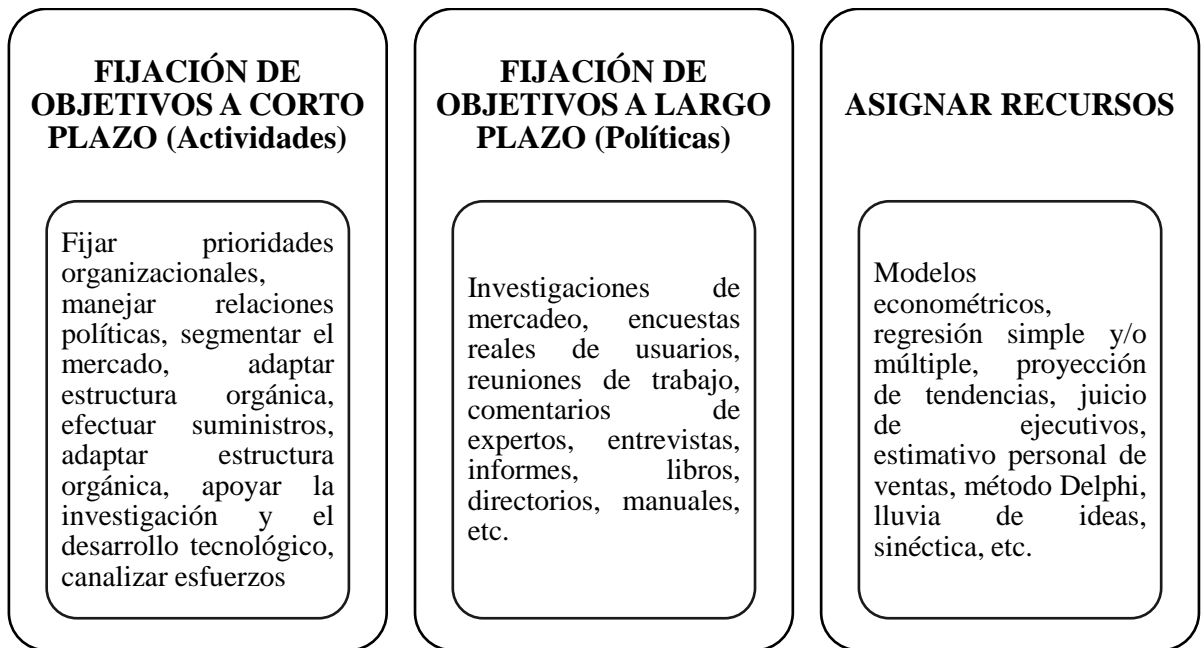 FIJACIÓN DE
OBJETIVOS A CORTO
PLAZO (Actividades)
Fijar prioridades
organizacionales,
manejar relaciones
políticas, segmentar el
mercado, adaptar
estructura orgánica,
efectuar suministros,
adaptar estructura
orgánica, apoyar la
investigación y el
desarrollo tecnológico,
canalizar esfuerzos
FIJACIÓN DE
OBJETIVOS A LARGO
PLAZO (Políticas)
Investigaciones de
mercadeo, encuestas
reales de usuarios,
reuniones de trabajo,
comentarios de
expertos, entrevistas,
informes, libros,
directorios, manuales,
etc.
ASIGNAR RECURSOS
Modelos
econométricos,
regresión simple y/o
múltiple, proyección
de tendencias, juicio
de ejecutivos,
estimativo personal de
ventas, método Delphi,
lluvia de ideas,
sinéctica, etc.